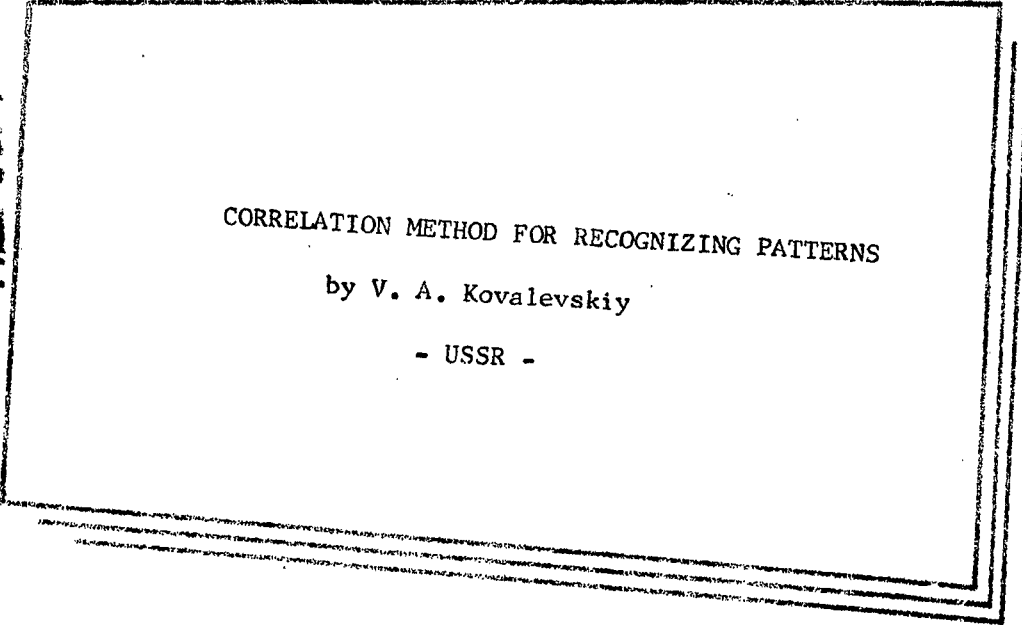 CORRELATION METHOD FOR RECOGNIZING PATTERNS
by V. A. Kovalevskiy
- USSR -